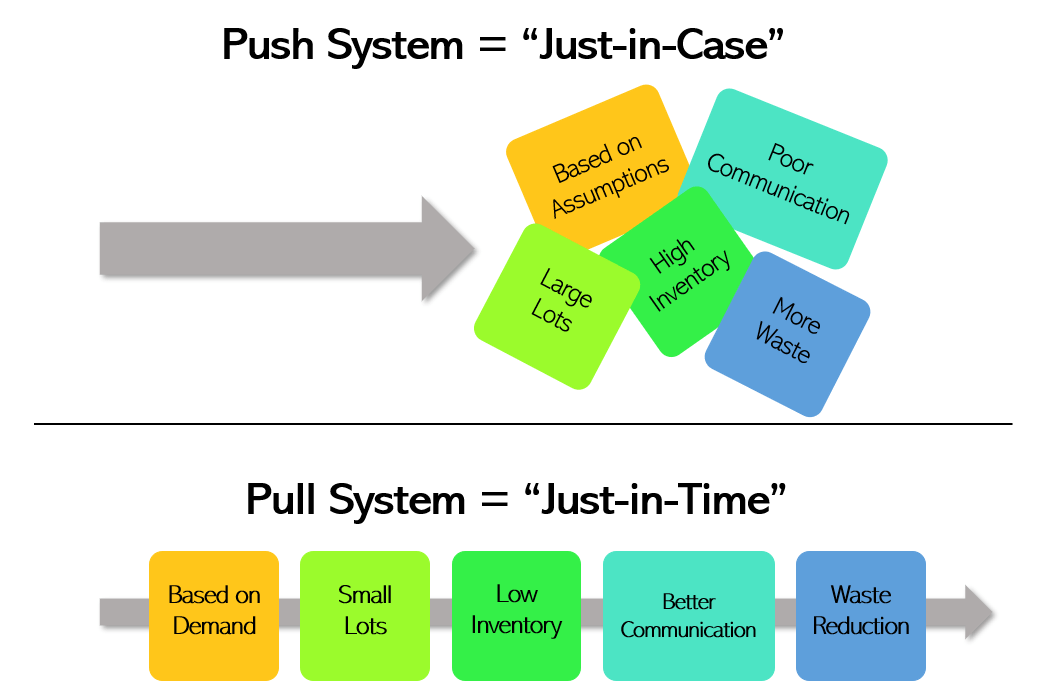 Push System = “Just-in-Case”
Based on
Assumptions
Poor
Communication
High
Inventory
Large
Lots
More
Waste
Pull System = “Just-in-Time”
Based on
Demand
Small
Lots
Low
Inventory
Better
Communication
Waste
Reduction